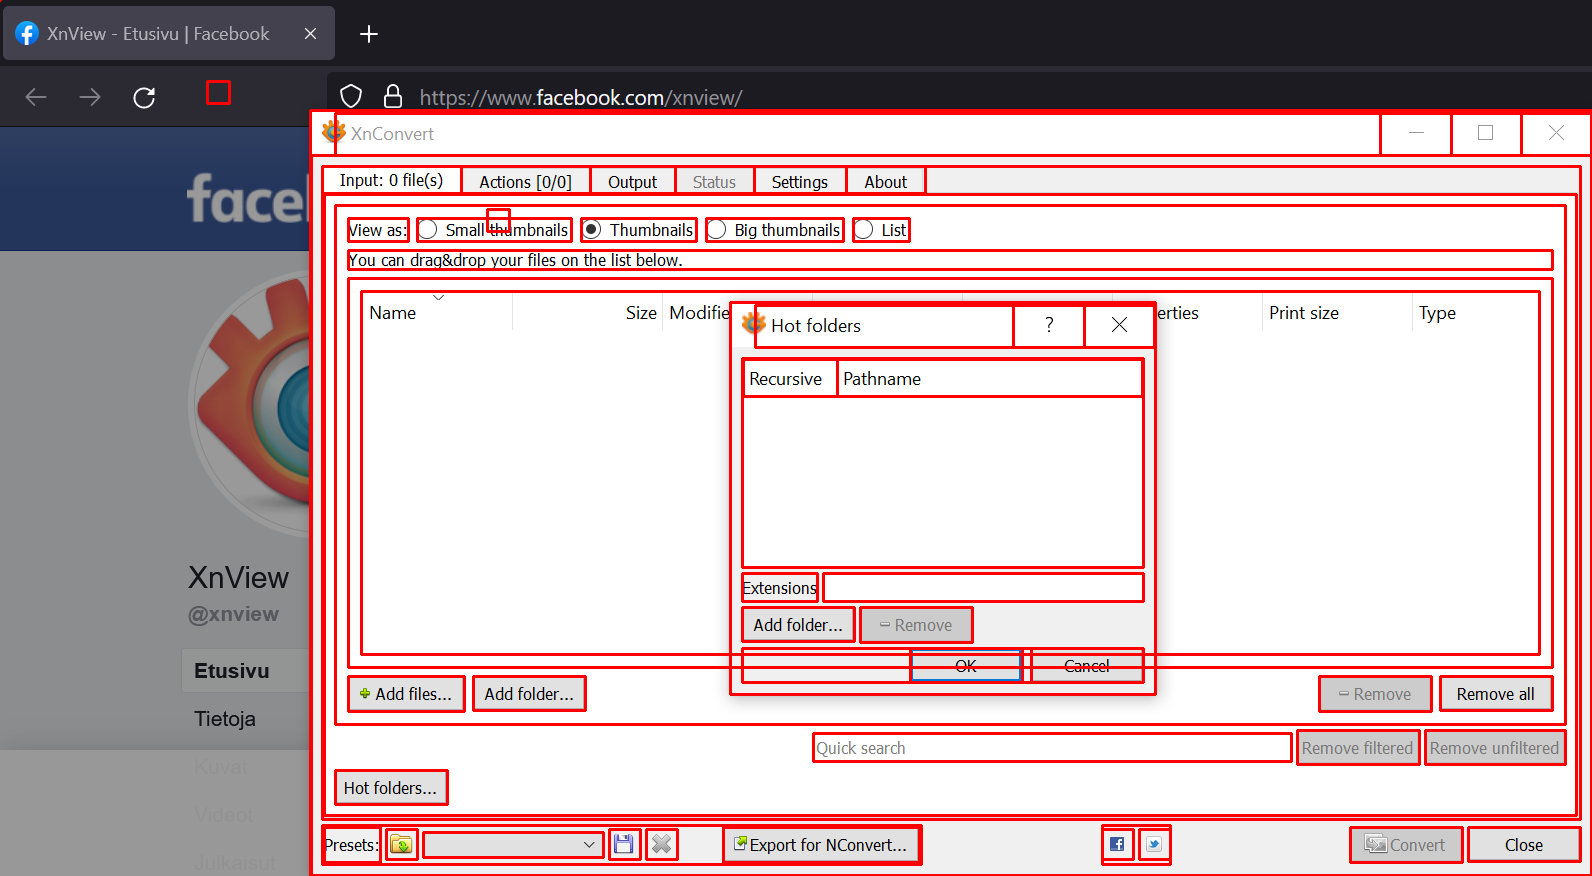 XnView - Etusivu | Facebook
https://www.facebook.com/xnview/
XnConvert
Input: 0 file(s) Actions [0/0] Output Status Settings About
View as: Small thumbnails Thumbnails Big thumbnails List
You can drag&drop your files on the list below.
Name Size Print size Type
Hot folders ?
Recursive Pathname
Extensions
Add folder... Remove
OK Cancel
Add files... Add folder... Remove Remove all
Quick search Remove filtered Remove unfiltered
Hot folders...
Presets: Export for NConvert... Convert Close
XnView
@xnview
Etusivu
Tietoja
Kuvat
Videot
Julkaisut